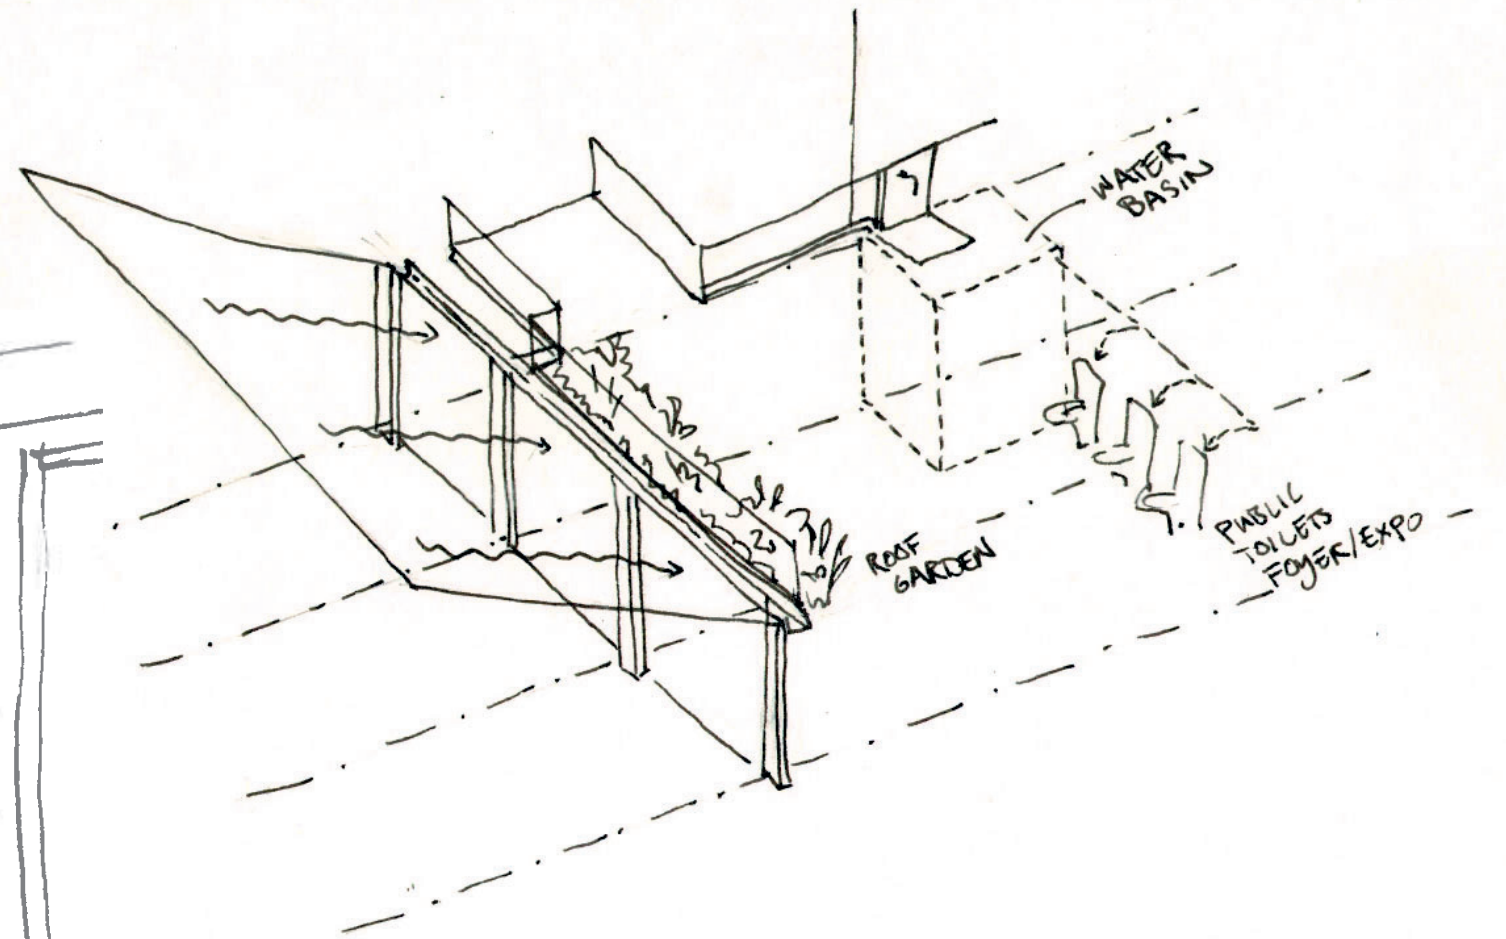 WATER
BASIN
ROOF
GARDEN
PUBLIC
TOILETS
FOYER/EXPO